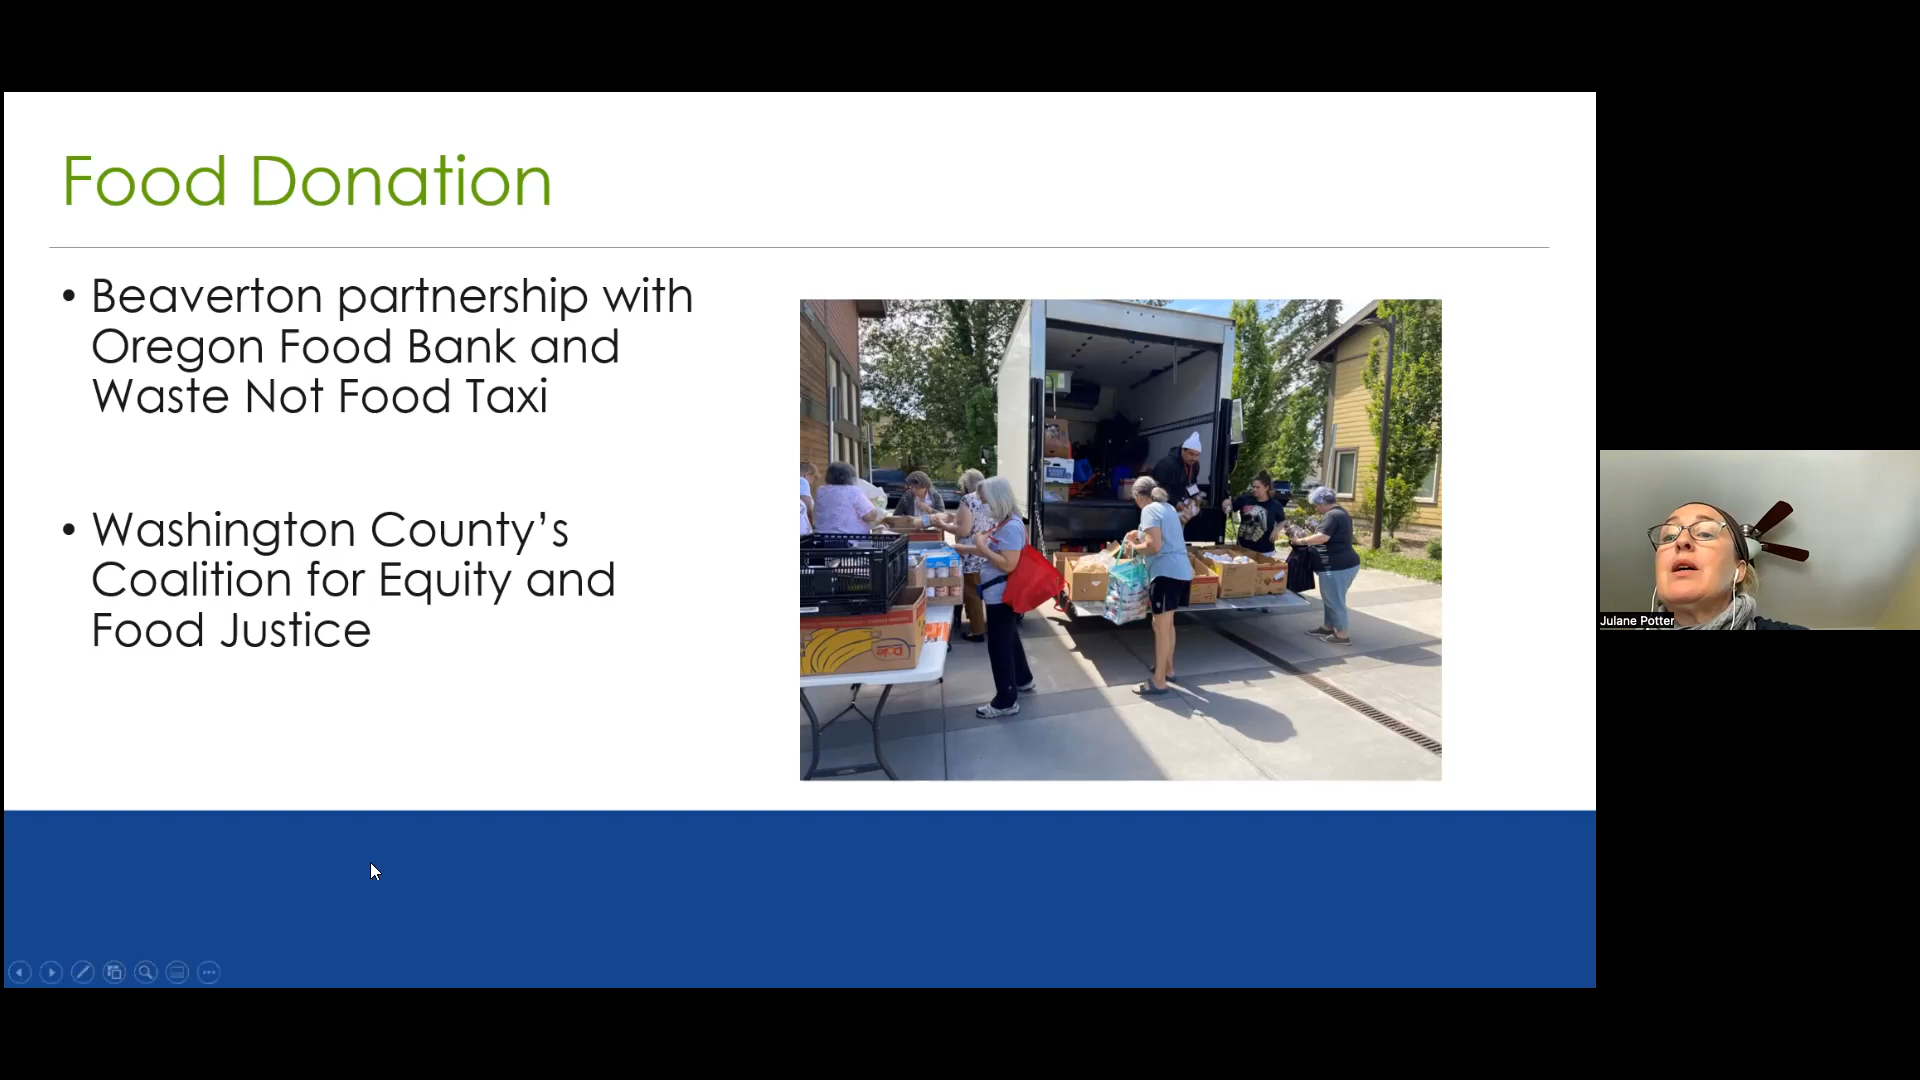 Food Donation
• Beaverton partnership with
Oregon Food Bank and
Waste Not Food Taxi
• Washington County’s
Coalition for Equity and
Food Justice
Julane Potter